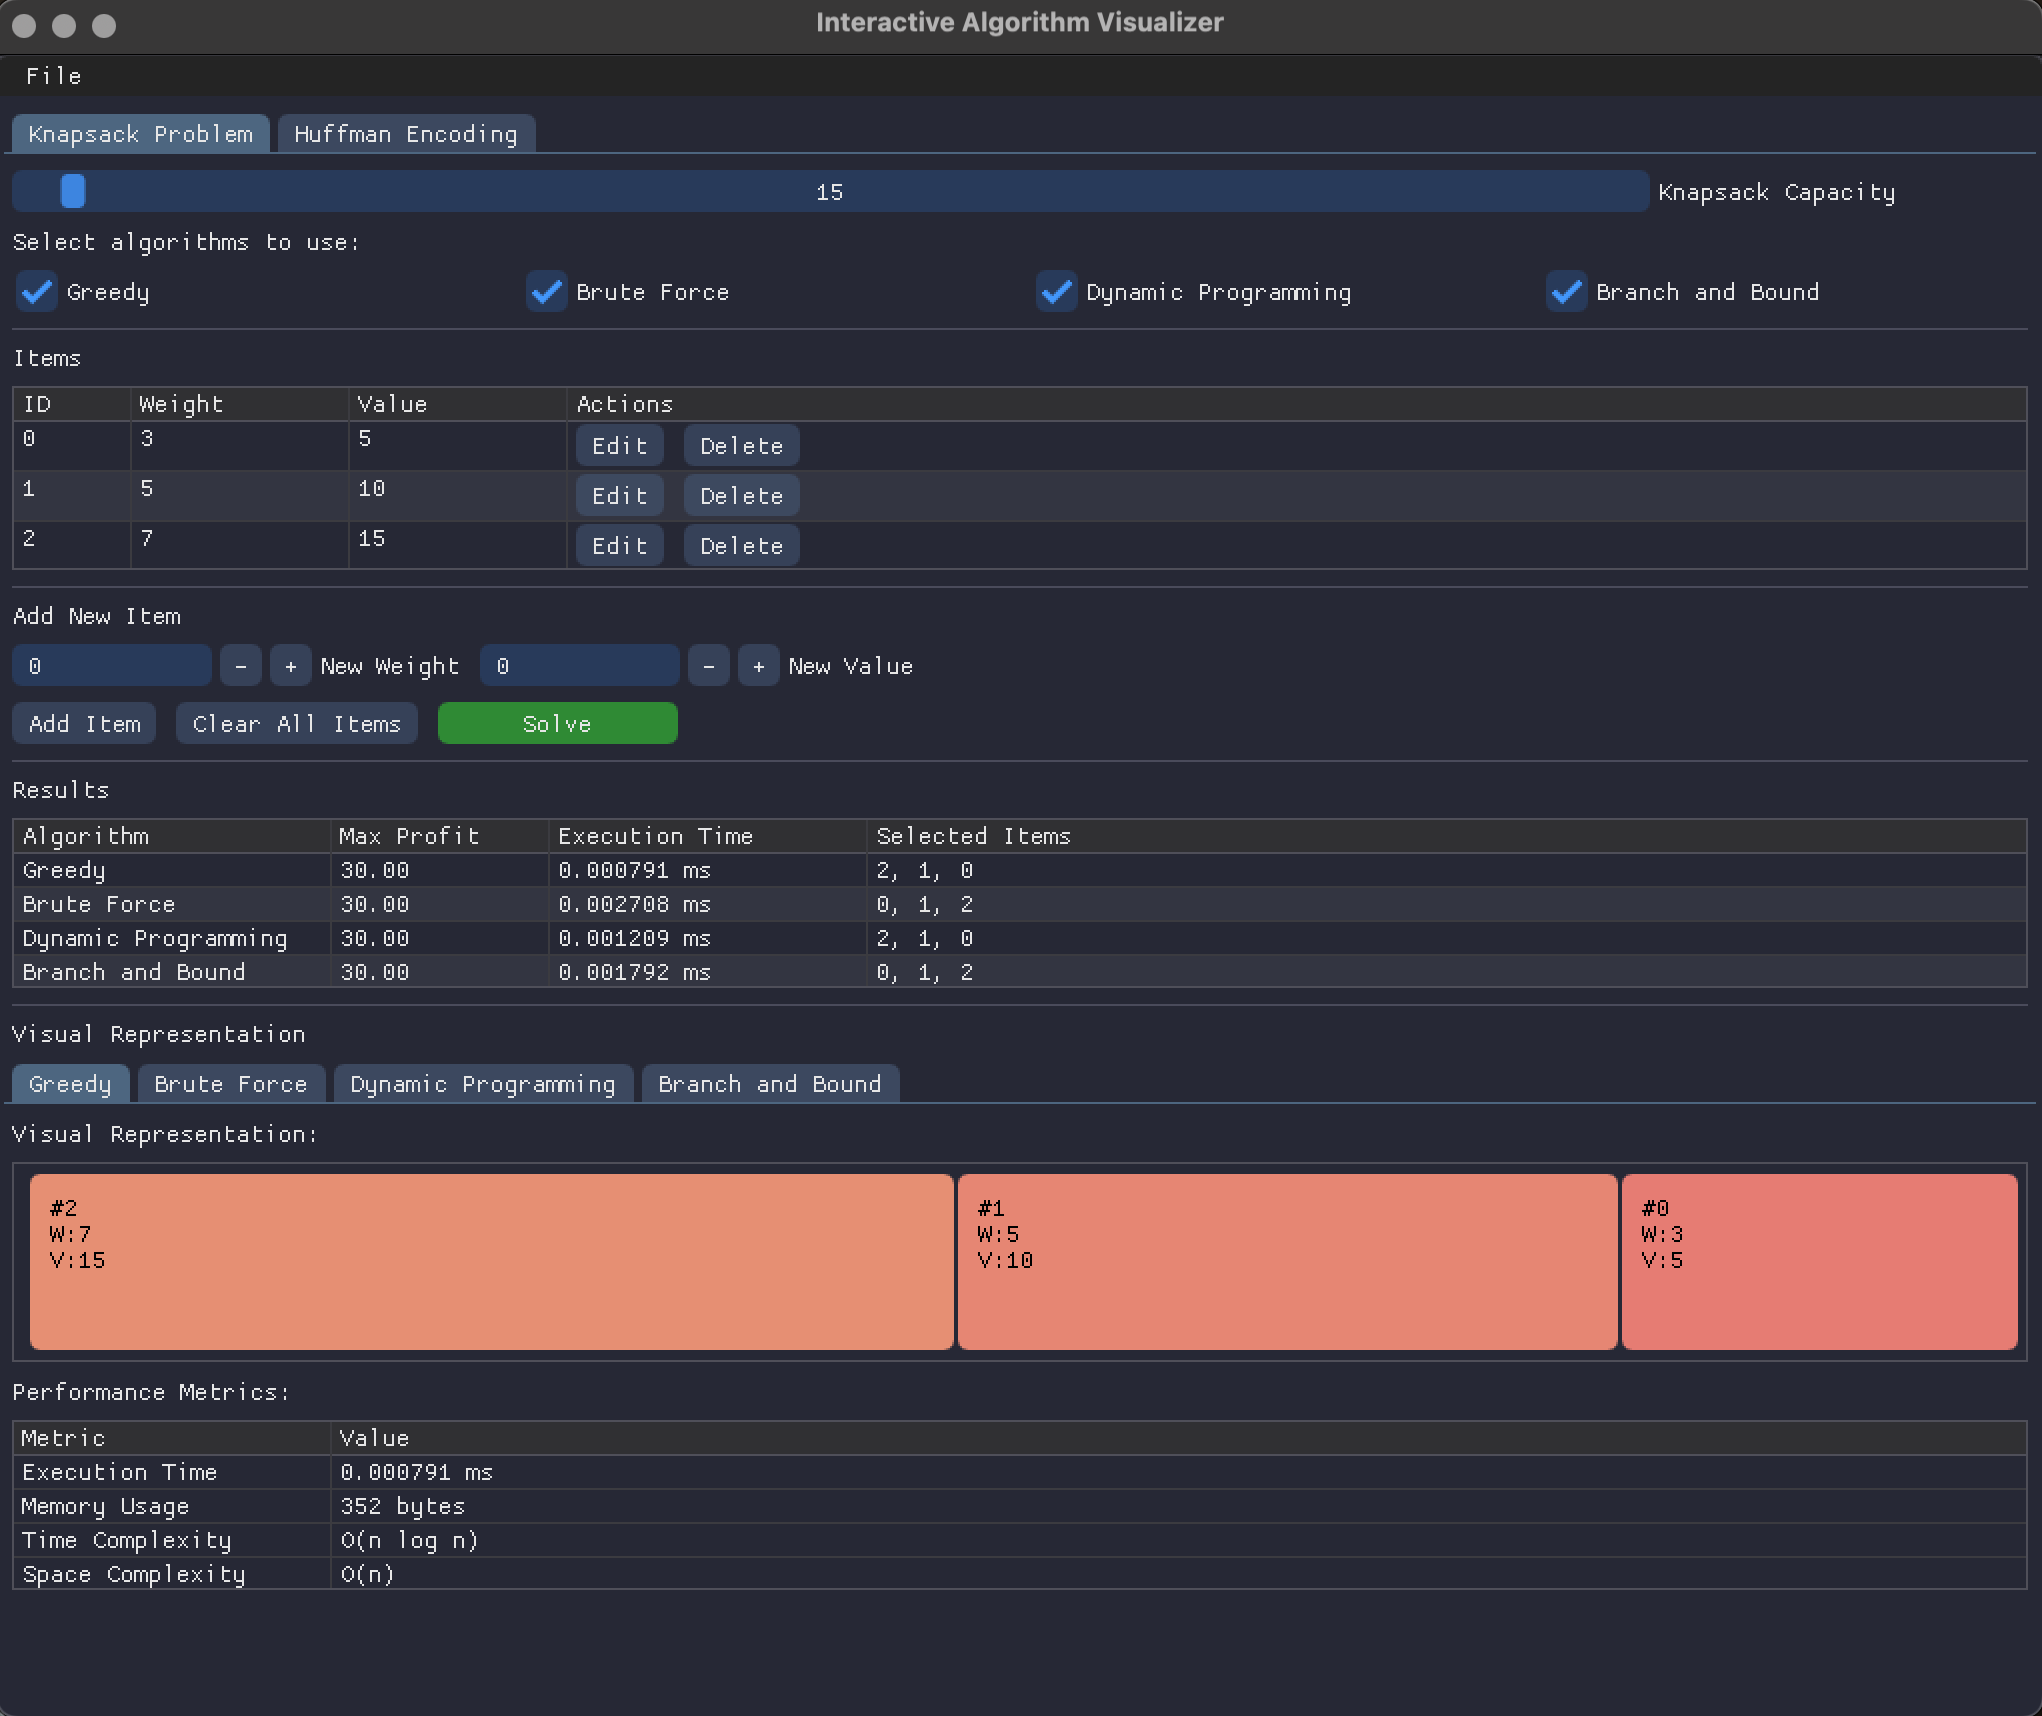 Interactive Algorithm Visualizer
File
Knapsack Problem Huffman Encoding
15 Knapsack Capacity
Select algorithms to use:
Greedy Brute Force Dynamic Programming Branch and Bound
Items
ID Weight Value Actions
0 3 5 Edit Delete
1 5 10 Edit Delete
2 7 15 Edit Delete
Add New Item
0 - + New Weight 0 - + New Value
Add Item Clear All Items Solve
Results
Algorithm Max Profit Execution Time Selected Items
Greedy 30.00 0.000791 ms 2, 1, 0
Brute Force 30.00 0.002708 ms 0, 1, 2
Dynamic Programming 30.00 0.001209 ms 2, 1, 0
Branch and Bound 30.00 0.001792 ms 0, 1, 2
Visual Representation
Greedy Brute Force Dynamic Programming Branch and Bound
Visual Representation:
#2 #1 #0
W:7 W:5 W:3
V:15 V:10 V:5
Performance Metrics:
Metric Value
Execution Time 0.000791 ms
Memory Usage 352 bytes
Time Complexity O(n log n)
Space Complexity O(n)